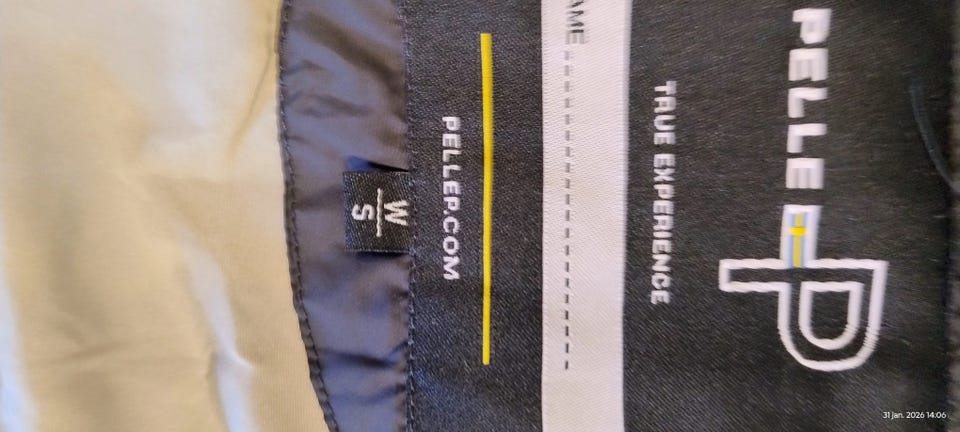 PELLE P
TRUE EXPERIENCE
AME
PELLEP.COM
W
S
31 jan. 2026 14:06